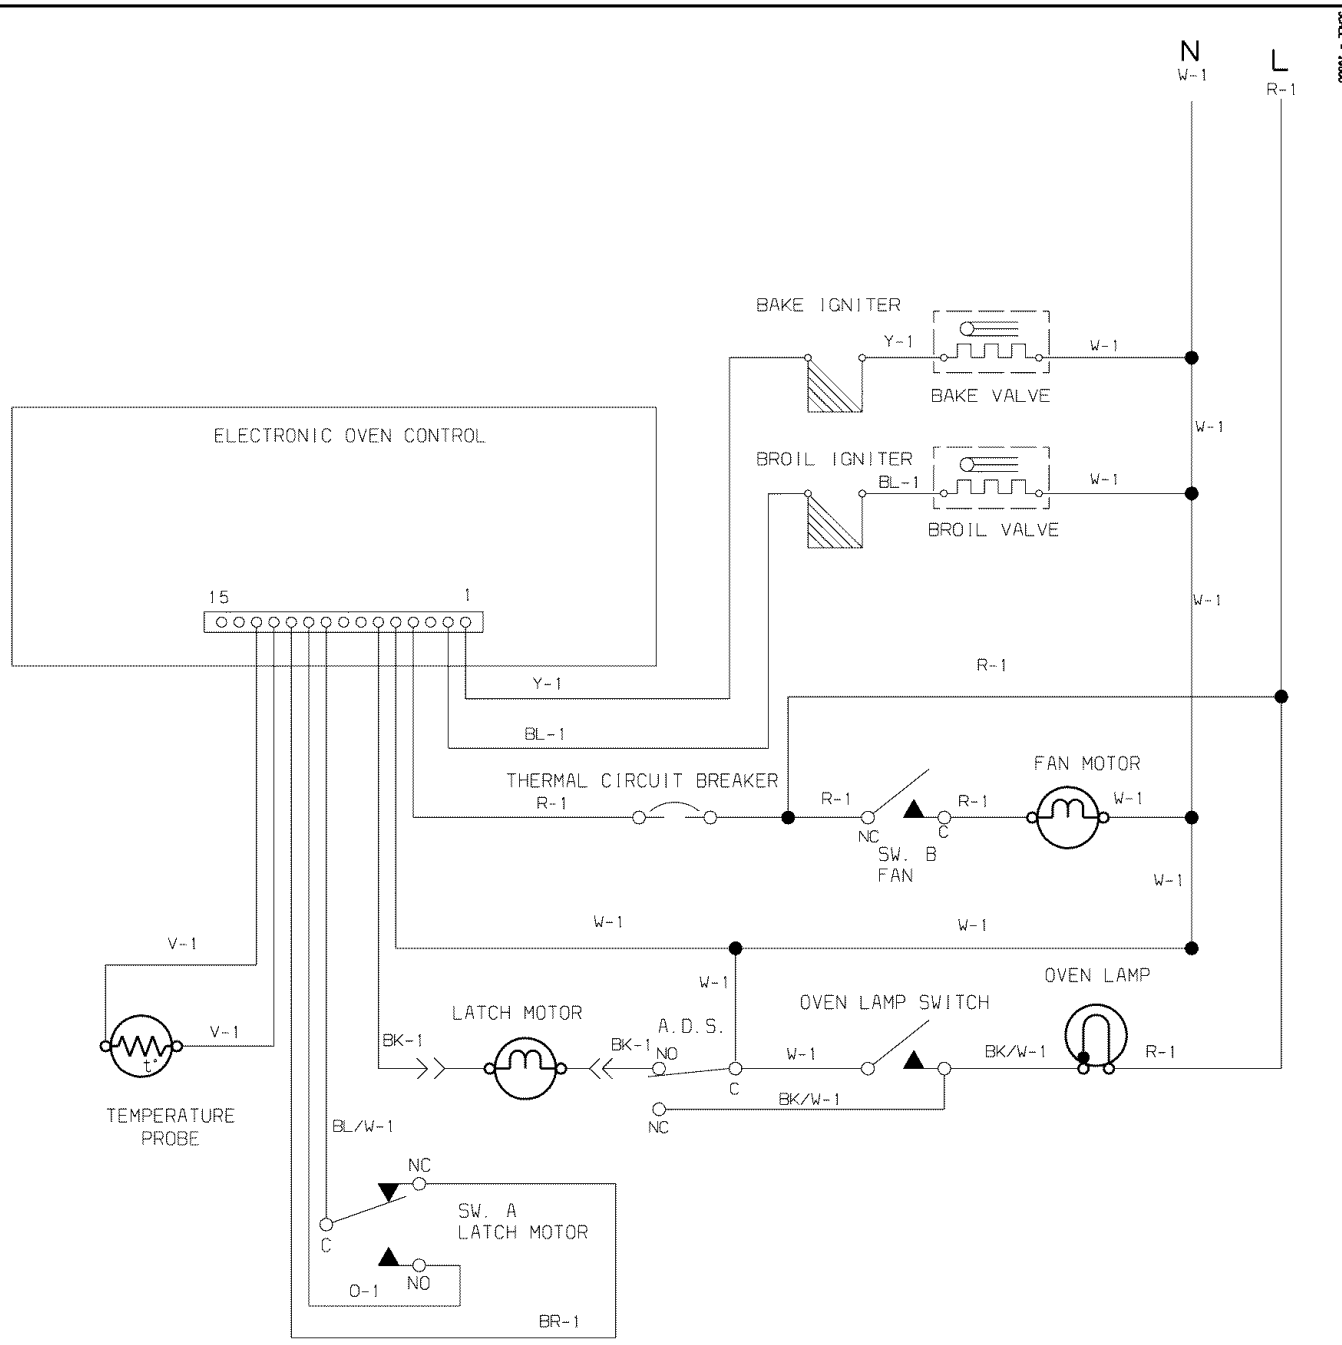 N
W-1
L
R-1
BAKE IGNITER
Y-1
W-1
BAKE VALVE
W-1
ELECTRONIC OVEN CONTROL
BROIL IGNITER
BL-1
W-1
BROIL VALVE
15
1
W-1
R-1
Y-1
BL-1
THERMAL CIRCUIT BREAKER
R-1
FAN MOTOR
R-1
R-1
W-1
NC
C
SW. B
FAN
W-1
W-1
W-1
V-1
W-1
OVEN LAMP
OVEN LAMP SWITCH
LATCH MOTOR
A.D.S.
V-1
BK-1
BK-1
NO
W-1
BK/W-1
R-1
t°
C
BK/W-1
NC
TEMPERATURE
PROBE
BL/W-1
NC
SW. A
LATCH MOTOR
C
NO
O-1
BR-1